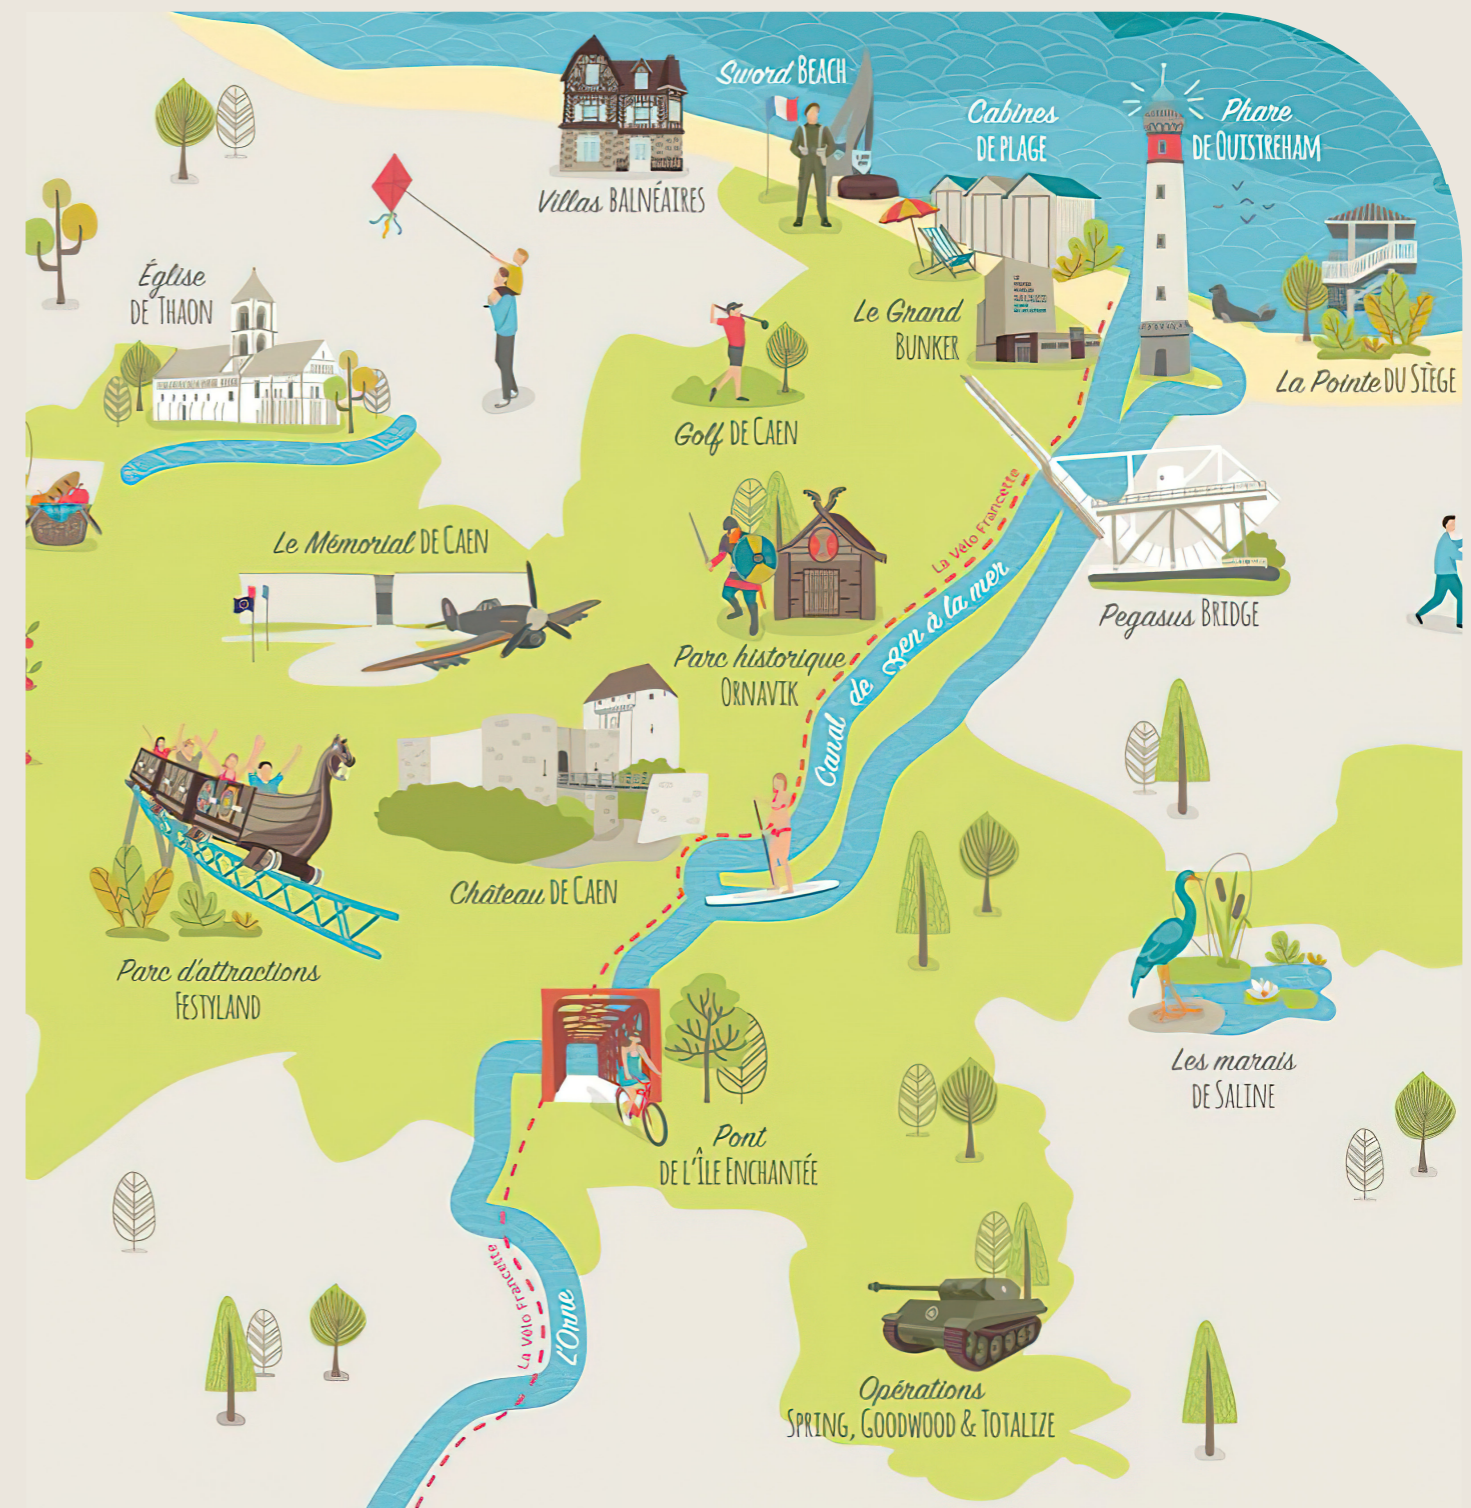 Sword BEACH
Cabines
DE PLAGE
Phare
DE OUISTREHAM
Villas BALNÉAIRES
Église
DE THAON
Le Grand
BUNKER
La Pointe DU SIÈGE
Golf DE CAEN
La Vélo Francette
Le Mémorial DE CAEN
Canal de en à la mer
Pegasus BRIDGE
Parc historique
ORNAVIK
Château DE CAEN
Parc d'attractions
FESTYLAND
Les marais
DE SALINE
Pont
DE L'ÎLE ENCHANTÉE
La Vélo Francette
L'Orne
Opérations
SPRING, GOODWOOD & TOTALIZE